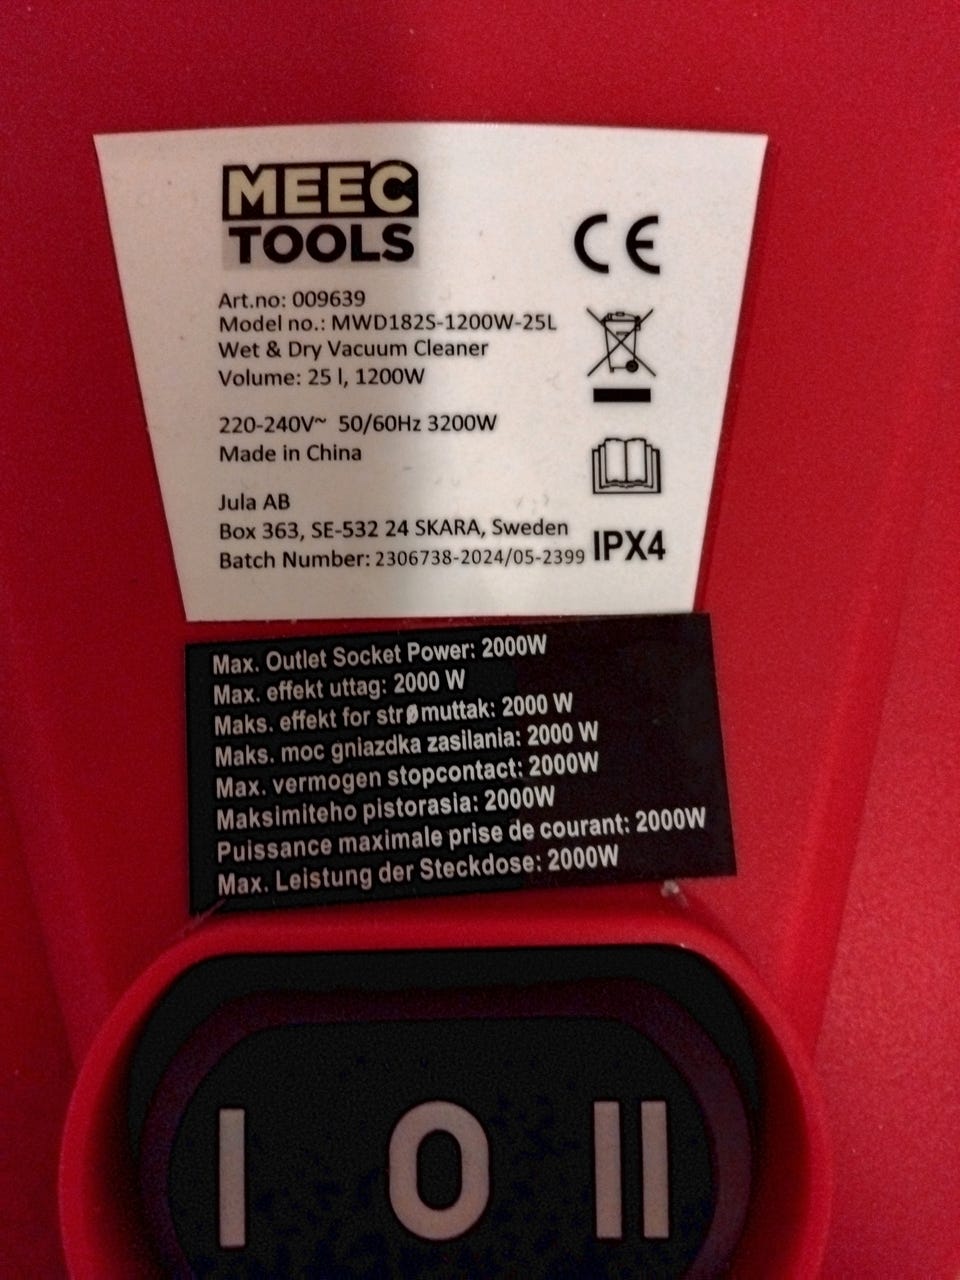 MEEC
TOOLS
CE
Art.no: 009639
Model no.: MWD182S-1200W-25L
Wet & Dry Vacuum Cleaner
Volume: 25 l, 1200W
220-240V~ 50/60Hz 3200W
Made in China
Jula AB
Box 363, SE-532 24 SKARA, Sweden
Batch Number: 2306738-2024/05-2399
IPX4
Max. Outlet Socket Power: 2000W
Max. effekt uttag: 2000 W
Maks. effekt for strømuttak: 2000 W
Maks. moc gniazdka zasilania: 2000 W
Max. vermogen stopcontact: 2000W
Maksimiteho pistorasia: 2000W
Puissance maximale prise de courant: 2000W
Max. Leistung der Steckdose: 2000W
I O II